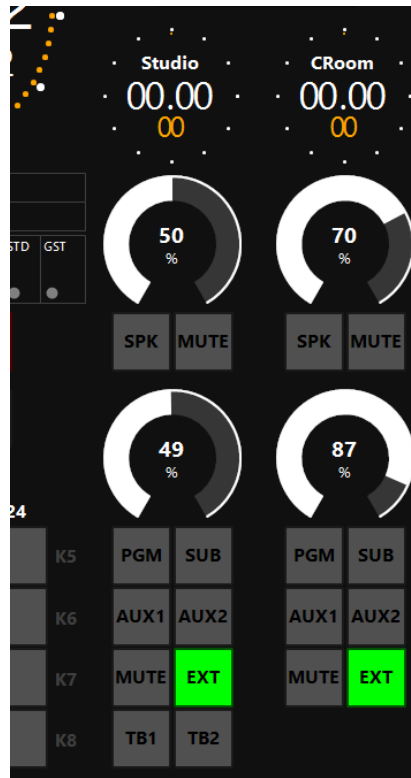 Studio CRoom
00.00 00.00
00 00
STD GST
50 70
% %
SPK MUTE SPK MUTE
49 87
% %
24
K5 PGM SUB PGM SUB
K6 AUX1 AUX2 AUX1 AUX2
K7 MUTE EXT MUTE EXT
K8 TB1 TB2